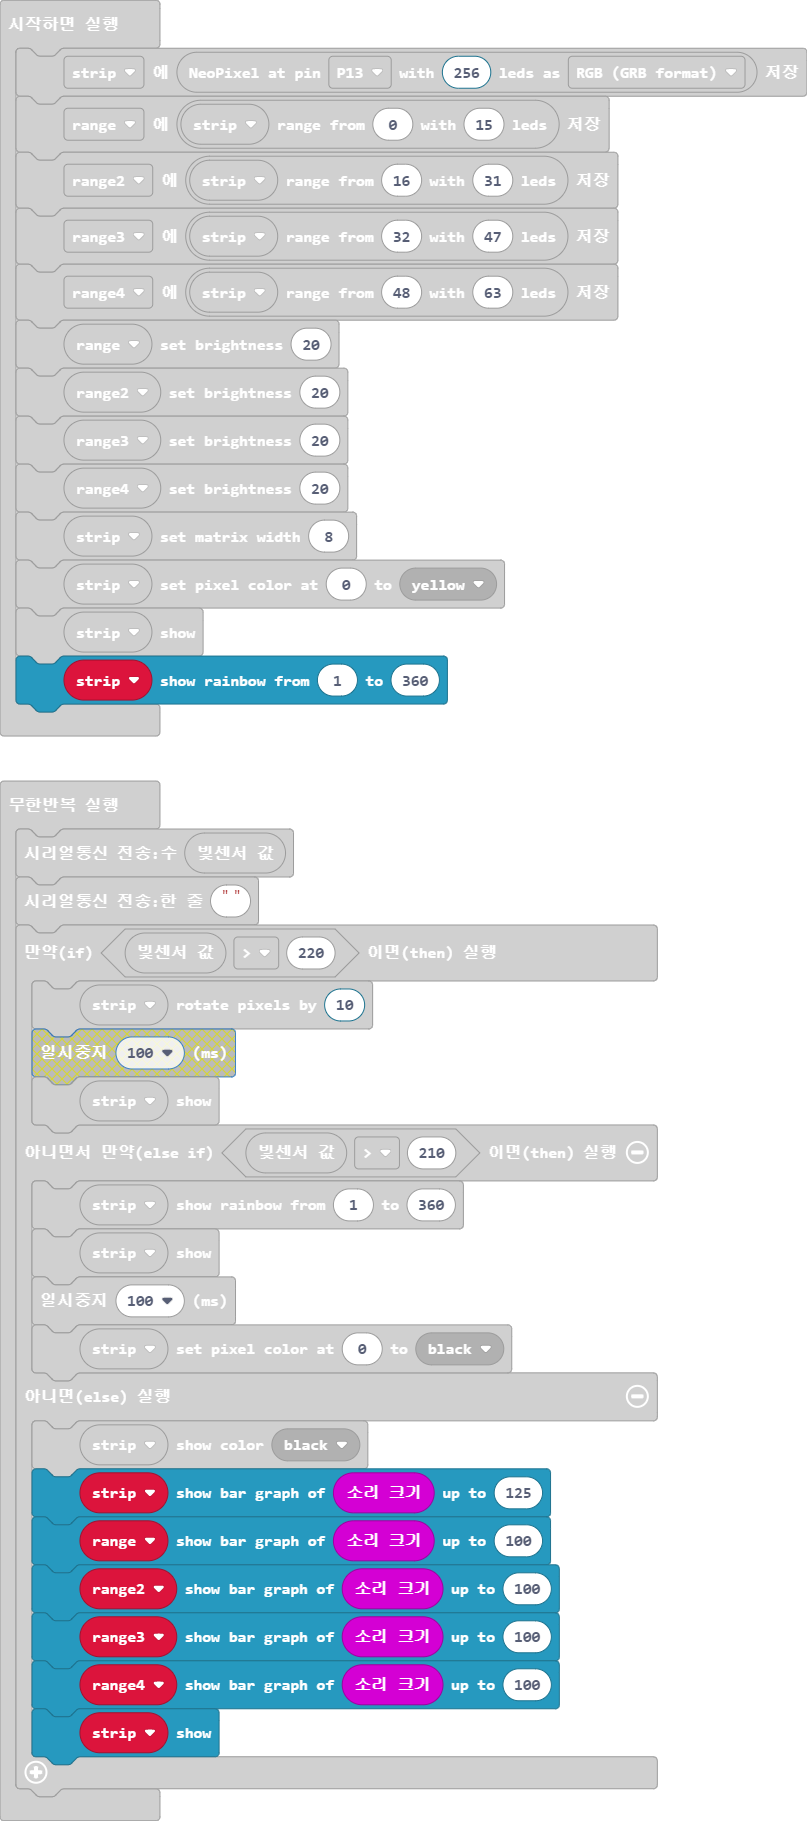 시작하면 실행
strip 에 NeoPixel at pin P13 with 256 leds as RGB (GRB format) 저장
range 에 strip range from 0 with 15 leds 저장
range2 에 strip range from 16 with 31 leds 저장
range3 에 strip range from 32 with 47 leds 저장
range4 에 strip range from 48 with 63 leds 저장
range set brightness 20
range2 set brightness 20
range3 set brightness 20
range4 set brightness 20
strip set matrix width 8
strip set pixel color at 0 to yellow
strip show
strip show rainbow from 1 to 360
무한반복 실행
시리얼통신 전송:수 빛센서 값
시리얼통신 전송:한 줄 " "
만약(if) 빛센서 값 > 220 이면(then) 실행
strip rotate pixels by 10
일시중지 100 (ms)
strip show
아니면서 만약(else if) 빛센서 값 > 210 이면(then) 실행
strip show rainbow from 1 to 360
strip show
일시중지 100 (ms)
strip set pixel color at 0 to black
아니면(else) 실행
strip show color black
strip show bar graph of 소리 크기 up to 125
range show bar graph of 소리 크기 up to 100
range2 show bar graph of 소리 크기 up to 100
range3 show bar graph of 소리 크기 up to 100
range4 show bar graph of 소리 크기 up to 100
strip show